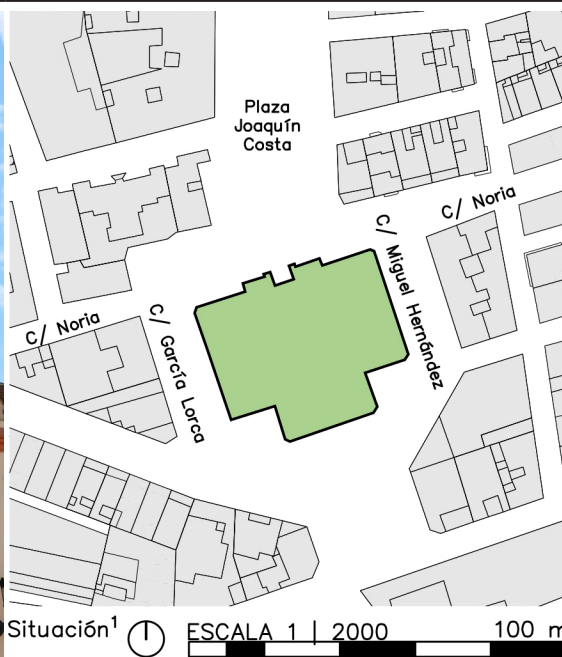 Plaza
Joaquín
Costa
C/ Noria
C/ Miguel Hernández
C/ Noria
C/ García Lorca
Situación¹
ESCALA 1 | 2000
100 m